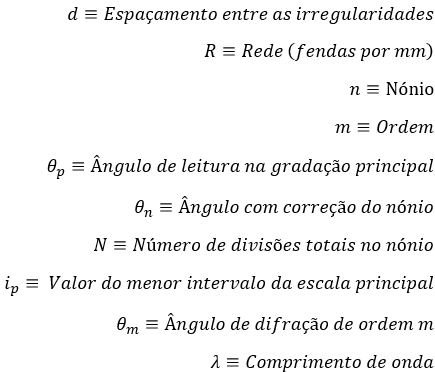 d ≡ Espaçamento entre as irregularidades
R ≡ Rede (fendas por mm)
n ≡ Nónio
m ≡ Ordem
θₚ ≡ Ângulo de leitura na gradação principal
θₙ ≡ Ângulo com correção do nónio
N ≡ Número de divisões totais no nónio
iₚ ≡ Valor do menor intervalo da escala principal
θₘ ≡ Ângulo de difração de ordem m
λ ≡ Comprimento de onda